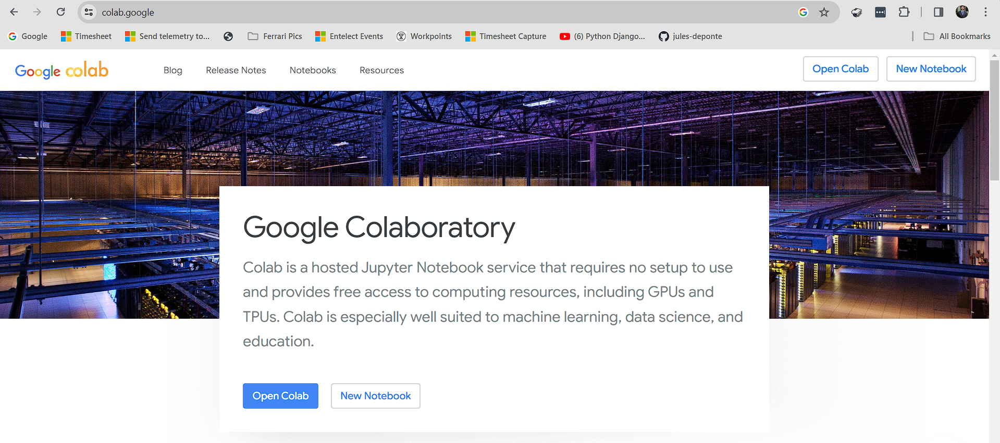 colab.google
Google Timesheet Send telemetry to... Ferrari Pics Entelect Events Workpoints Timesheet Capture (6) Python Django... jules-deponte All Bookmarks
Google colab Blog Release Notes Notebooks Resources Open Colab New Notebook
Google Colaboratory
Colab is a hosted Jupyter Notebook service that requires no setup to use
and provides free access to computing resources, including GPUs and
TPUs. Colab is especially well suited to machine learning, data science, and
education.
Open Colab New Notebook